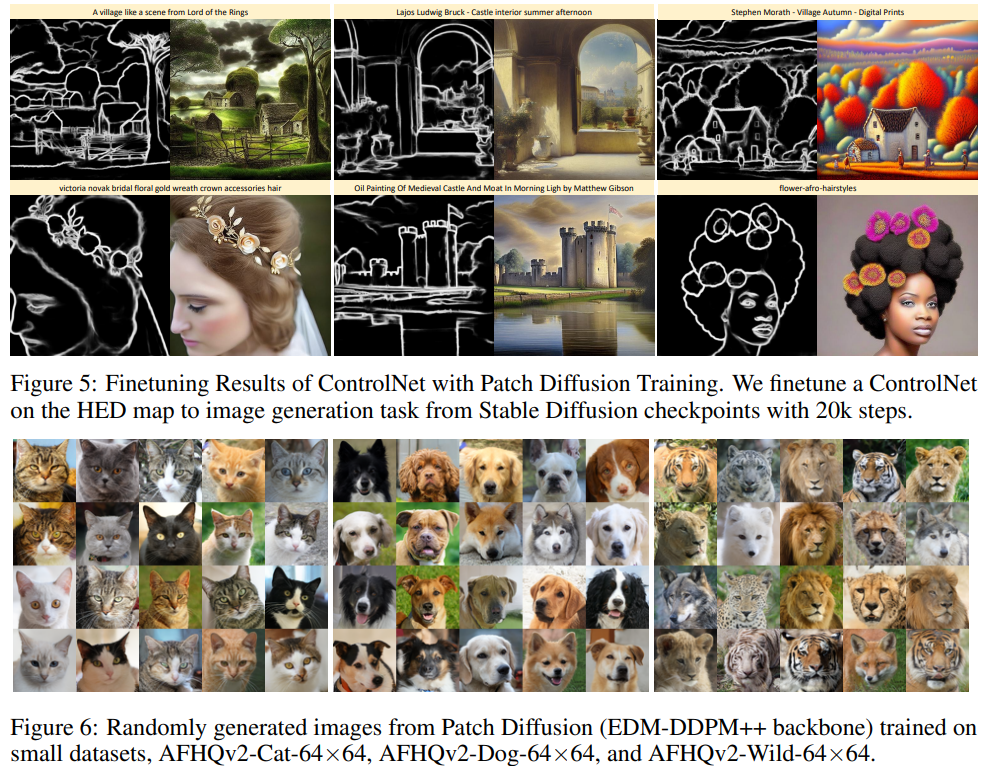 A village like a scene from Lord of the Rings
Lajos Ludwig Bruck - Castle interior summer afternoon
Stephen Morath - Village Autumn - Digital Prints
victoria novak bridal floral gold wreath crown accessories hair
Oil Painting Of Medieval Castle And Moat In Morning Ligh by Matthew Gibson
flower-afro-hairstyles
Figure 5: Finetuning Results of ControlNet with Patch Diffusion Training. We finetune a ControlNet
on the HED map to image generation task from Stable Diffusion checkpoints with 20k steps.
Figure 6: Randomly generated images from Patch Diffusion (EDM-DDPM++ backbone) trained on
small datasets, AFHQv2-Cat-64×64, AFHQv2-Dog-64×64, and AFHQv2-Wild-64×64.